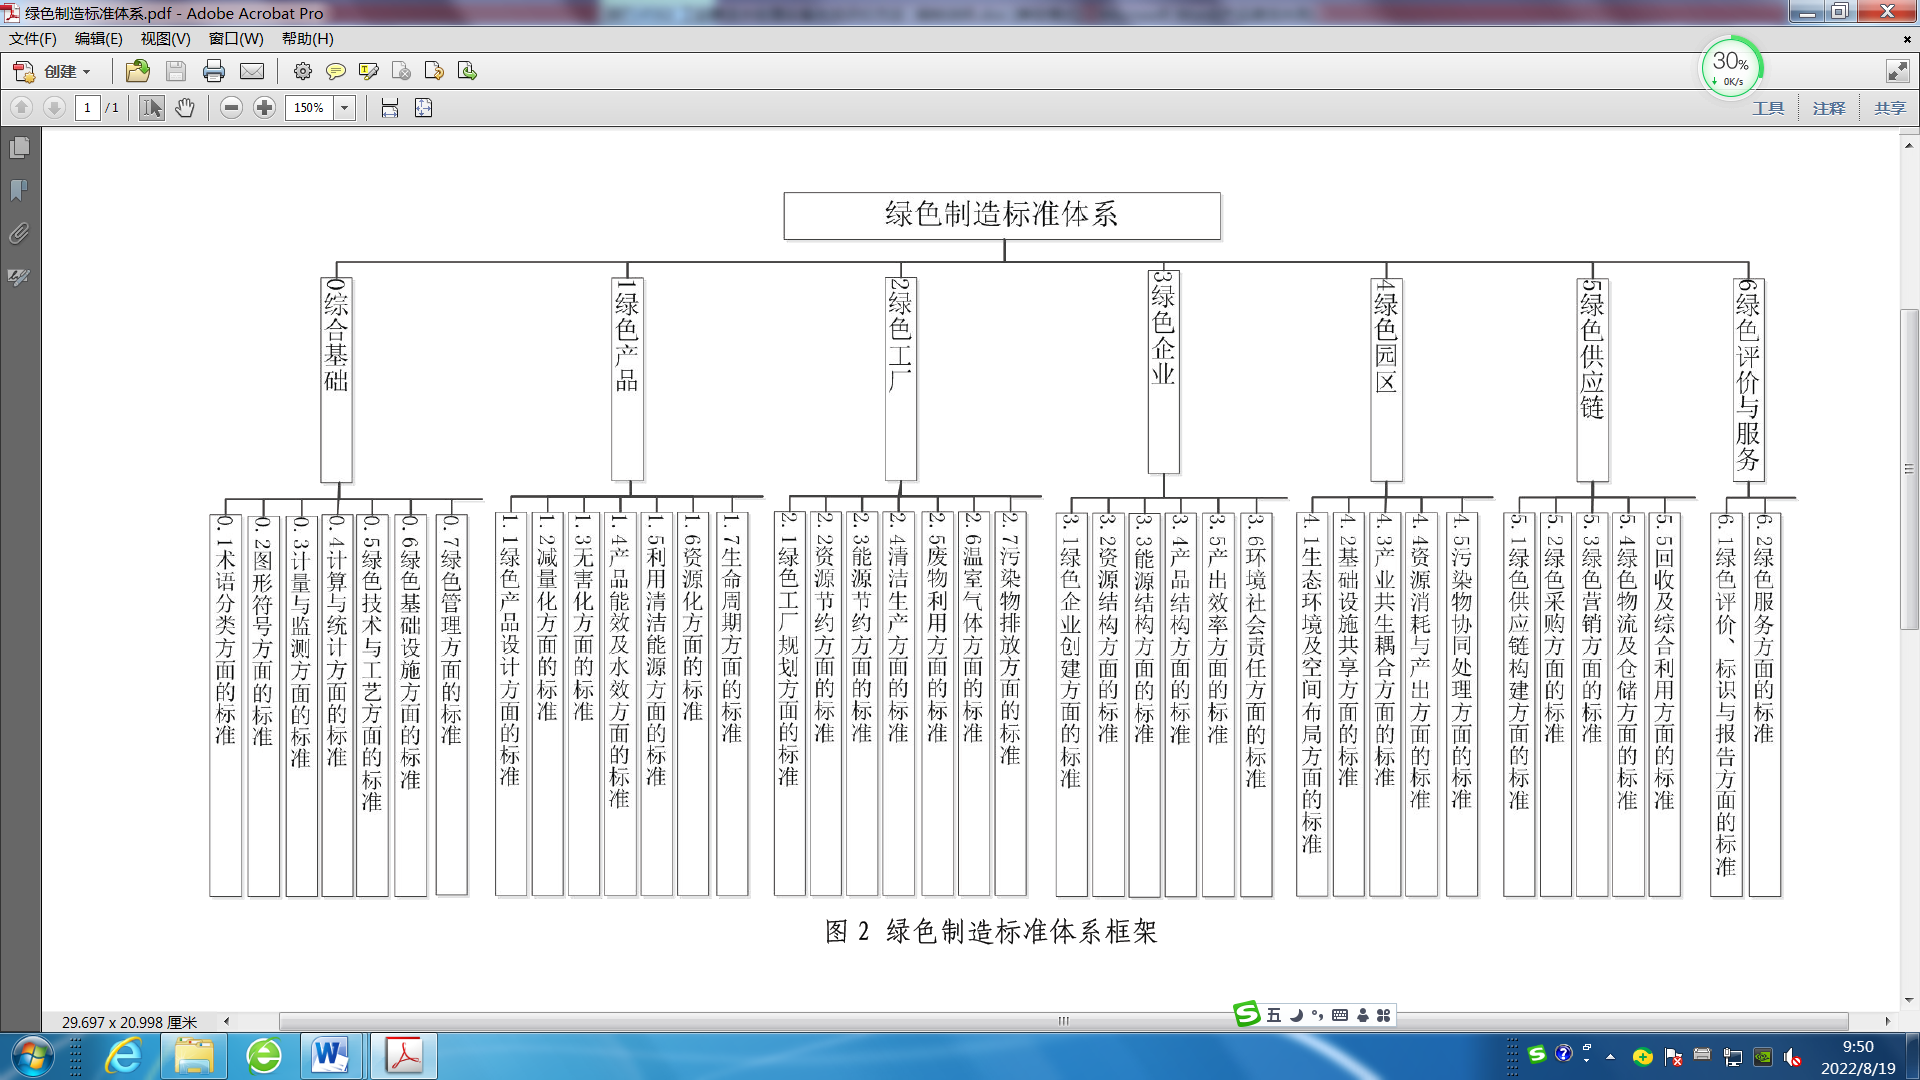 绿色制造标准体系.pdf - Adobe Acrobat Pro
文件(F) 编辑(E) 视图(V) 窗口(W) 帮助(H)
创建
30%
0K/s
1 / 1
150%
工具 注释 共享
绿色制造标准体系
0综合基础
1绿色产品
2绿色工厂
3绿色企业
4绿色园区
5绿色供应链
6绿色评价与服务
0.1术语分类方面的标准
0.2图形符号方面的标准
0.3计量与监测方面的标准
0.4计算与统计方面的标准
0.5绿色技术与工艺方面的标准
0.6绿色基础设施方面的标准
0.7绿色管理方面的标准
1.1绿色产品设计方面的标准
1.2减量化方面的标准
1.3无害化方面的标准
1.4产品能效及水效方面的标准
1.5利用清洁能源方面的标准
1.6资源化方面的标准
1.7生命周期方面的标准
2.1绿色工厂规划方面的标准
2.2资源节约方面的标准
2.3能源节约方面的标准
2.4清洁生产方面的标准
2.5废物利用方面的标准
2.6温室气体方面的标准
2.7污染物排放方面的标准
3.1绿色企业创建方面的标准
3.2资源结构方面的标准
3.3能源结构方面的标准
3.4产品结构方面的标准
3.5产出效率方面的标准
3.6环境社会责任方面的标准
4.1生态环境及空间布局方面的标准
4.2基础设施共享方面的标准
4.3产业共生耦合方面的标准
4.4资源消耗与产出方面的标准
4.5污染物协同处理方面的标准
5.1绿色供应链构建方面的标准
5.2绿色采购方面的标准
5.3绿色营销方面的标准
5.4绿色物流及仓储方面的标准
5.5回收及综合利用方面的标准
6.1绿色评价、标识与报告方面的标准
6.2绿色服务方面的标准
图 2 绿色制造标准体系框架
29.697 x 20.998 厘米
五
9:50
2022/8/19